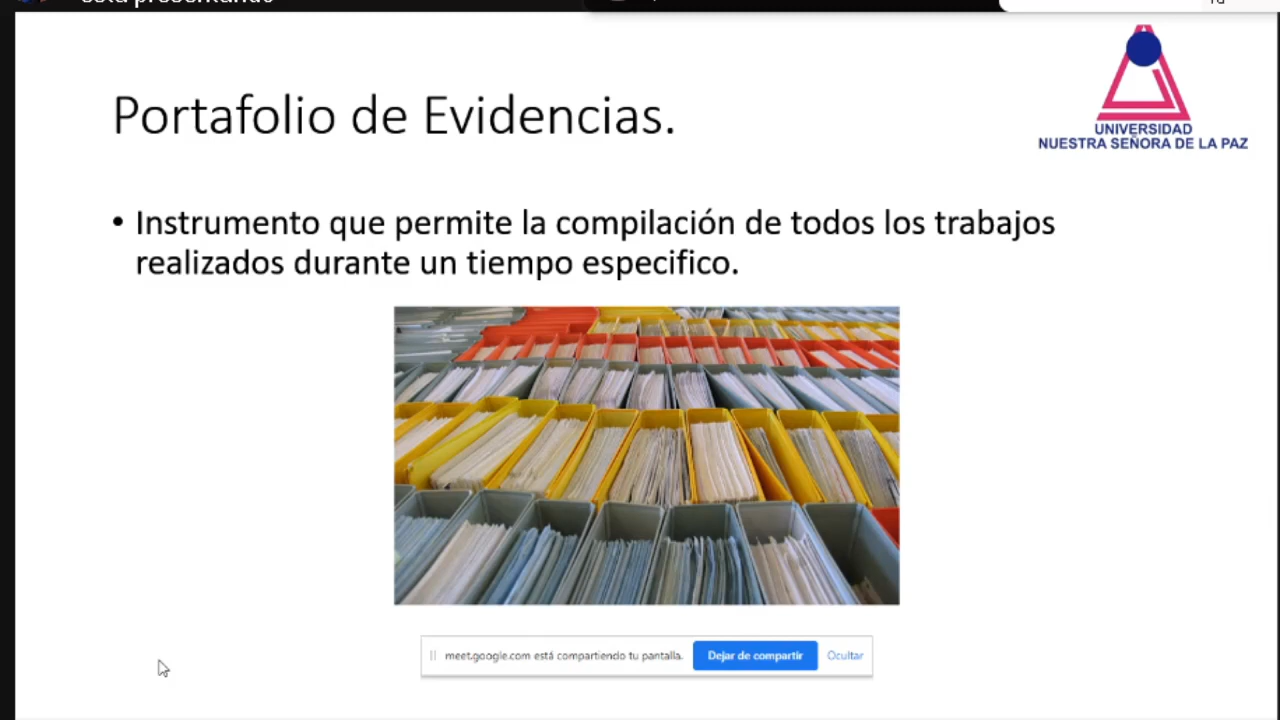 Portafolio de Evidencias.
UNIVERSIDAD
NUESTRA SEÑORA DE LA PAZ
• Instrumento que permite la compilación de todos los trabajos
realizados durante un tiempo especifico.
meet.google.com está compartiendo tu pantalla. Dejar de compartir Ocultar